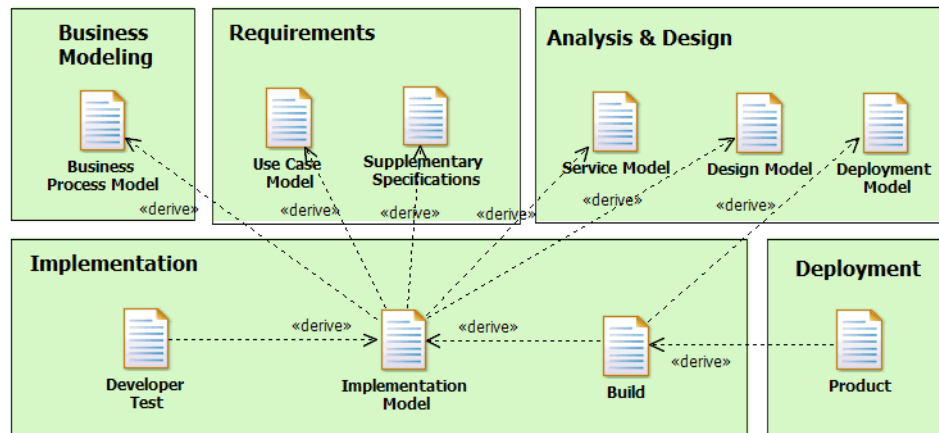 Business
Modeling
Business
Process Model
Requirements
Use Case
Model
Supplementary
Specifications
Analysis & Design
Service Model
Design Model
Deployment
Model
«derive»
«derive»
«derive»
«derive»
«derive»
«derive»
Implementation
Developer
Test
«derive»
Implementation
Model
«derive»
Build
Deployment
«derive»
Product